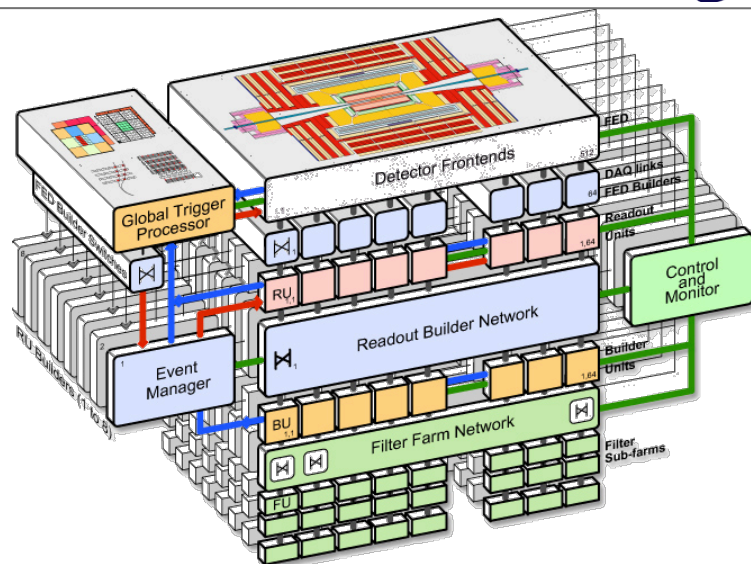 FED
512
Detector Frontends
DAQ links
64
FED Builders
Global Trigger
Processor
FED Builder Switches
1
Readout
Units
RU
1,1
1,64
Control
and
Monitor
Readout Builder Network
1
8
2
1
Event
Manager
RU Builders (1 to 8)
Builder
Units
BU
1,1
1,64
Filter Farm Network
Filter
Sub-farms
FU